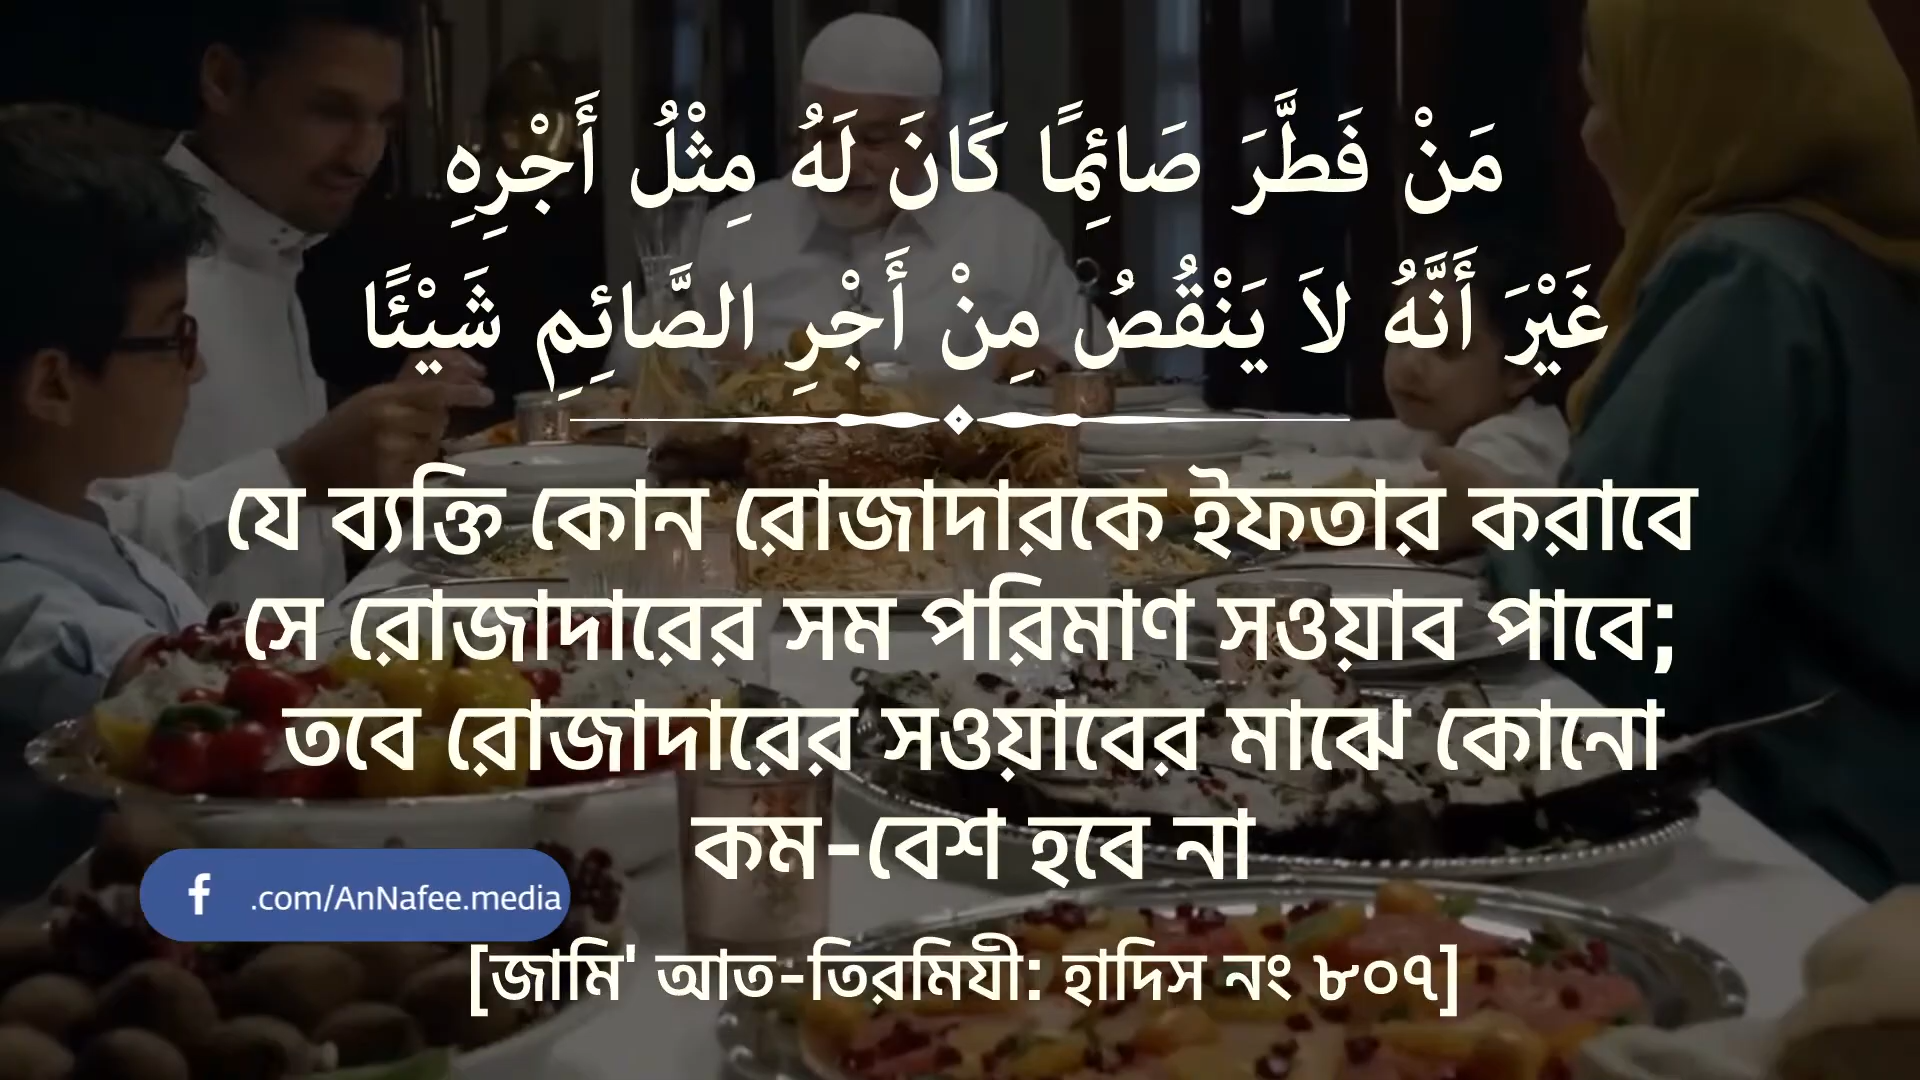 مَنْ فَطَّرَ صَائِمًا كَانَ لَهُ مِثْلُ أَجْرِهِ
غَيْرَ أَنَّهُ لاَ يَنْقُصُ مِنْ أَجْرِ الصَّائِمِ شَيْئًا
যে ব্যক্তি কোন রোজাদারকে ইফতার করাবে
সে রোজাদারের সম পরিমাণ সওয়াব পাবে;
তবে রোজাদারের সওয়াবের মাঝে কোনো
কম-বেশ হবে না
f .com/AnNafee.media
[জামি' আত-তিরমিযী: হাদিস নং ৮০৭]